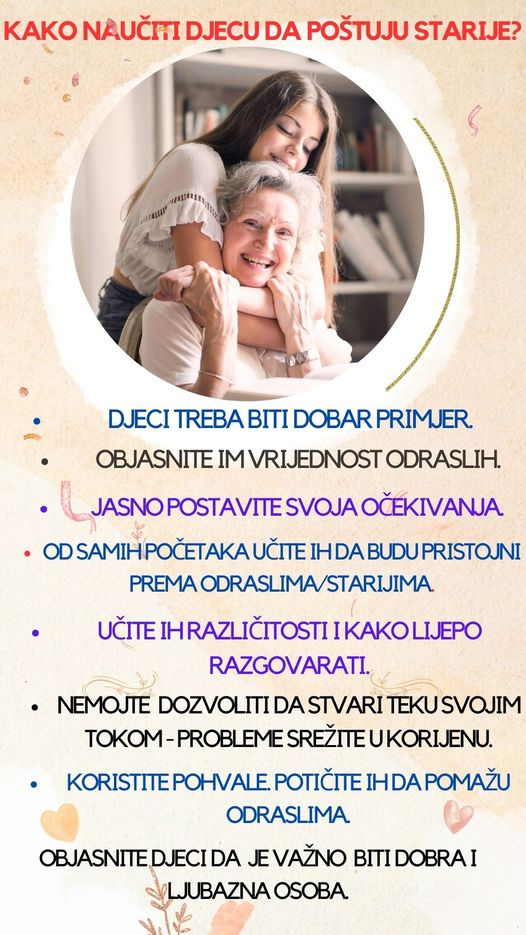 KAKO NAUČITI DJECU DA POŠTUJU STARIJE?
• DJECI TREBA BITI DOBAR PRIMJER.
• OBJASNITE IM VRIJEDNOST ODRASLIH.
• JASNO POSTAVITE SVOJA OČEKIVANJA.
• OD SAMIH POČETAKA UČITE IH DA BUDU PRISTOJNI
PREMA ODRASLIMA/STARIJIMA.
• UČITE IH RAZLIČITOSTI I KAKO LIJEPO
RAZGOVARATI.
• NEMOJTE DOZVOLITI DA STVARI TEKU SVOJIM
TOKOM - PROBLEME SREŽITE U KORIJENU.
• KORISTITE POHVALE. POTIČITE IH DA POMAŽU
ODRASLIMA.
OBJASNITE DJECI DA JE VAŽNO BITI DOBRA I
LJUBAZNA OSOBA.